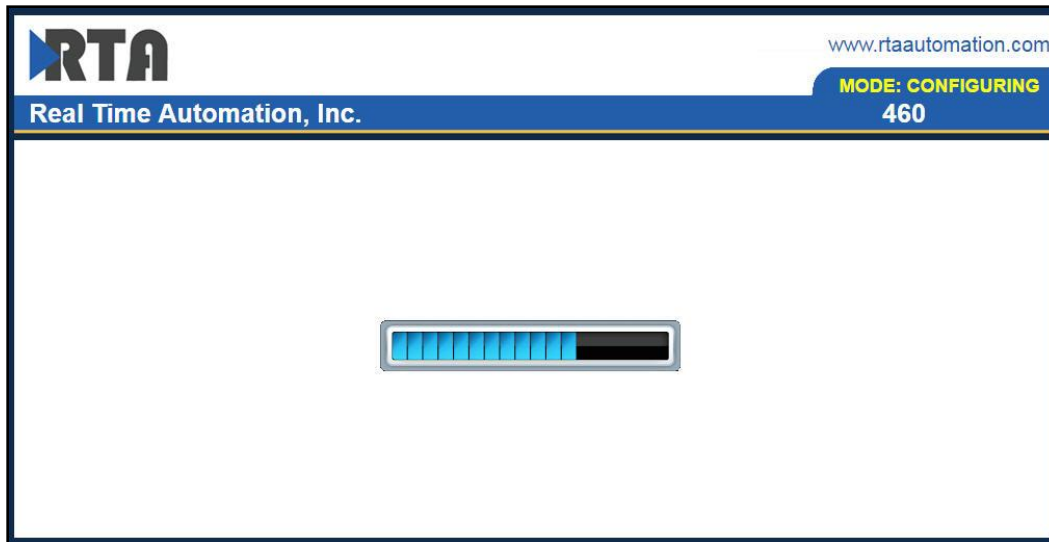 RTA
www.rtaautomation.com
MODE: CONFIGURING
Real Time Automation, Inc.
460